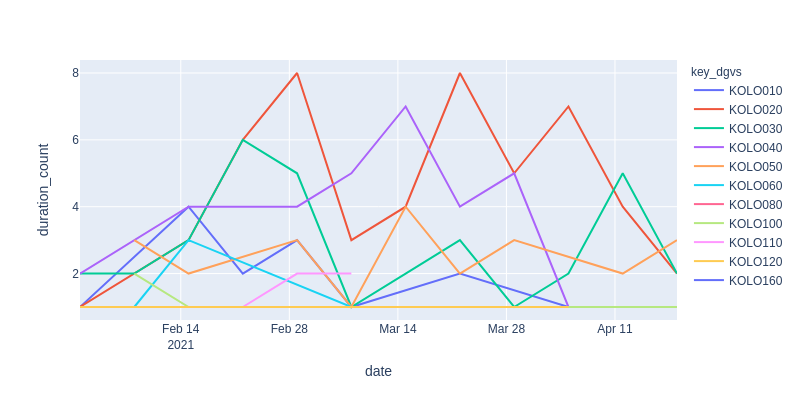 key_dgvs
KOLO010
KOLO020
KOLO030
KOLO040
KOLO050
KOLO060
KOLO080
KOLO100
KOLO110
KOLO120
KOLO160
duration_count
8
6
4
2
Feb 14
2021
Feb 28
Mar 14
Mar 28
Apr 11
date